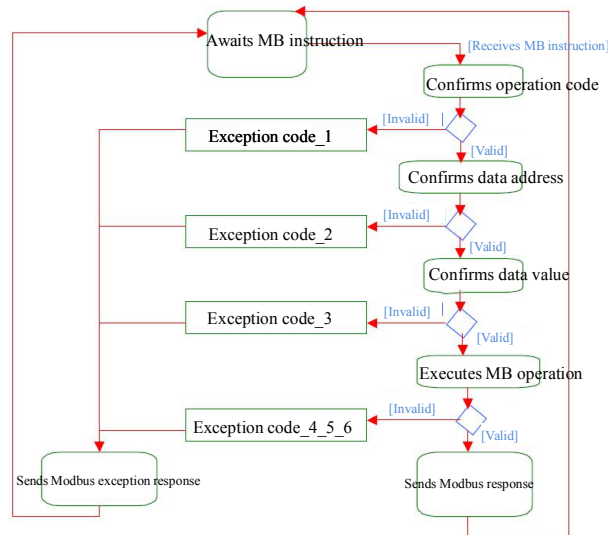 Awaits MB instruction
[Receives MB instruction]
Confirms operation code
[Invalid]
Exception code_1
[Valid]
Confirms data address
[Invalid]
Exception code_2
[Valid]
Confirms data value
[Invalid]
Exception code_3
[Valid]
Executes MB operation
[Invalid]
Exception code_4_5_6
[Valid]
Sends Modbus exception response
Sends Modbus response